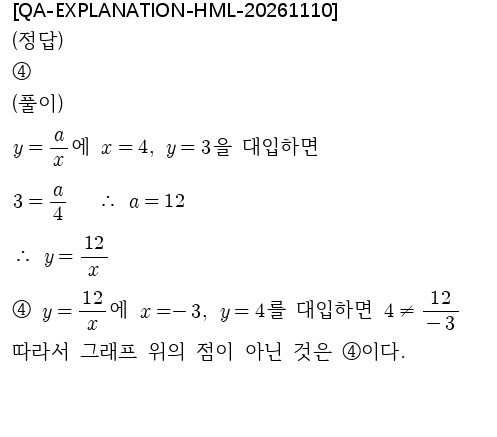 [QA-EXPLANATION-HML-20261110]
(정답)
④
(풀이)
y = a/x 에 x = 4, y = 3을 대입하면
3 = a/4 ∴ a = 12
∴ y = 12/x
④ y = 12/x 에 x =− 3, y = 4를 대입하면 4 ≠ 12/− 3
따라서 그래프 위의 점이 아닌 것은 ④이다.